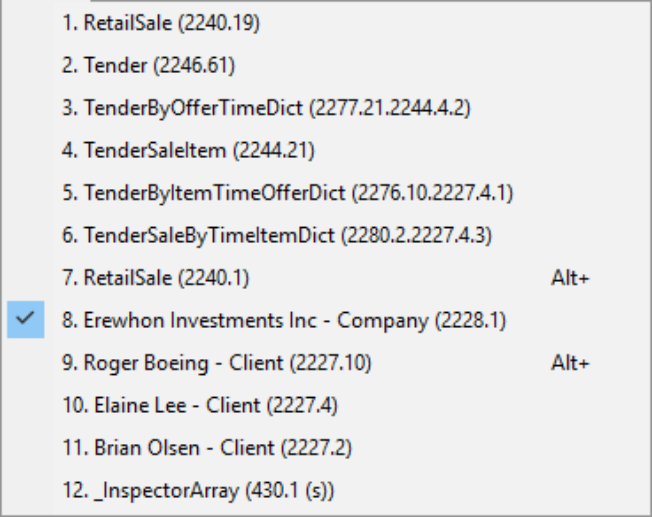 1. RetailSale (2240.19)
2. Tender (2246.61)
3. TenderByOfferTimeDict (2277.21.2244.4.2)
4. TenderSaleItem (2244.21)
5. TenderByItemTimeOfferDict (2276.10.2227.4.1)
6. TenderSaleByTimeItemDict (2280.2.2227.4.3)
7. RetailSale (2240.1) Alt+
8. Erewhon Investments Inc - Company (2228.1)
9. Roger Boeing - Client (2227.10) Alt+
10. Elaine Lee - Client (2227.4)
11. Brian Olsen - Client (2227.2)
12. _InspectorArray (430.1 (s))